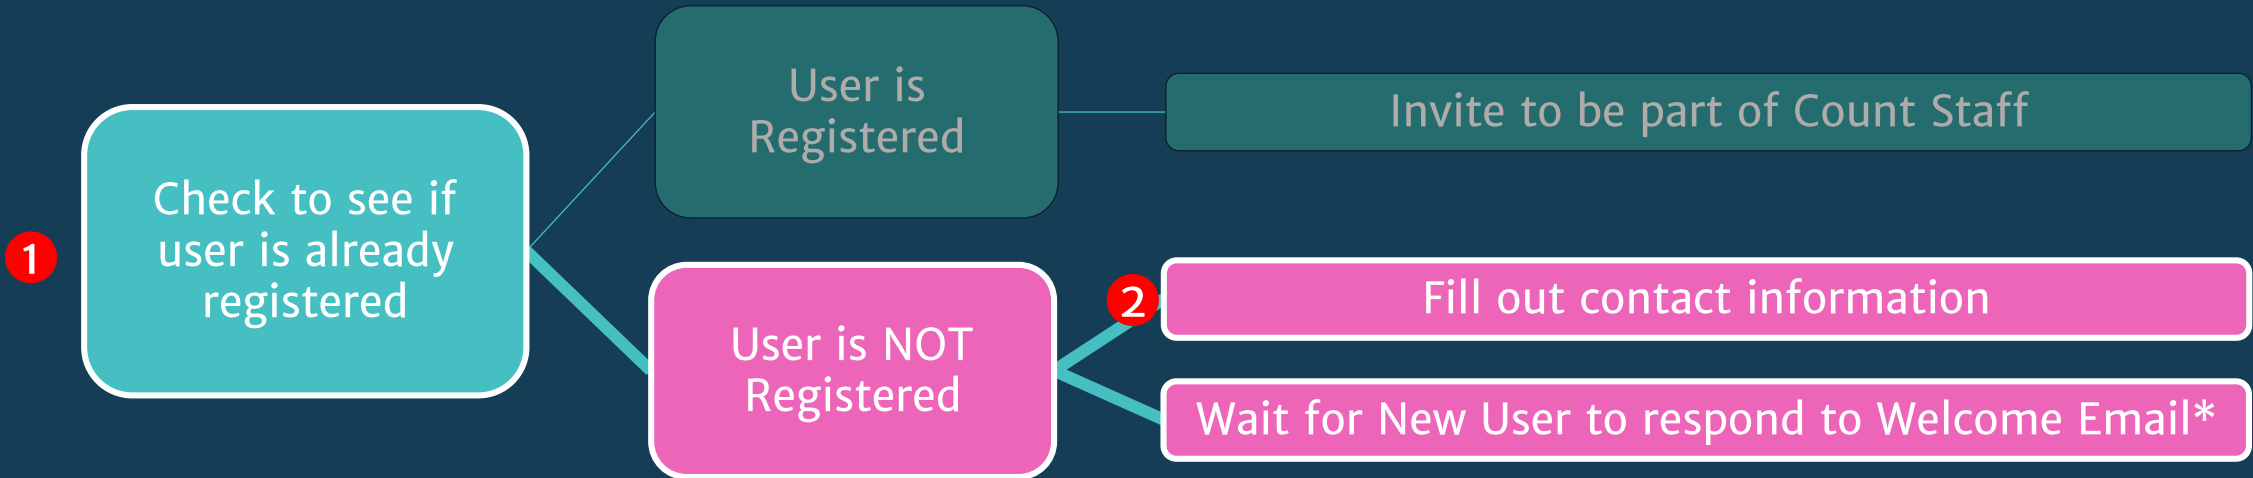 1
Check to see if
user is already
registered
User is
Registered
Invite to be part of Count Staff
User is NOT
Registered
2
Fill out contact information
Wait for New User to respond to Welcome Email*